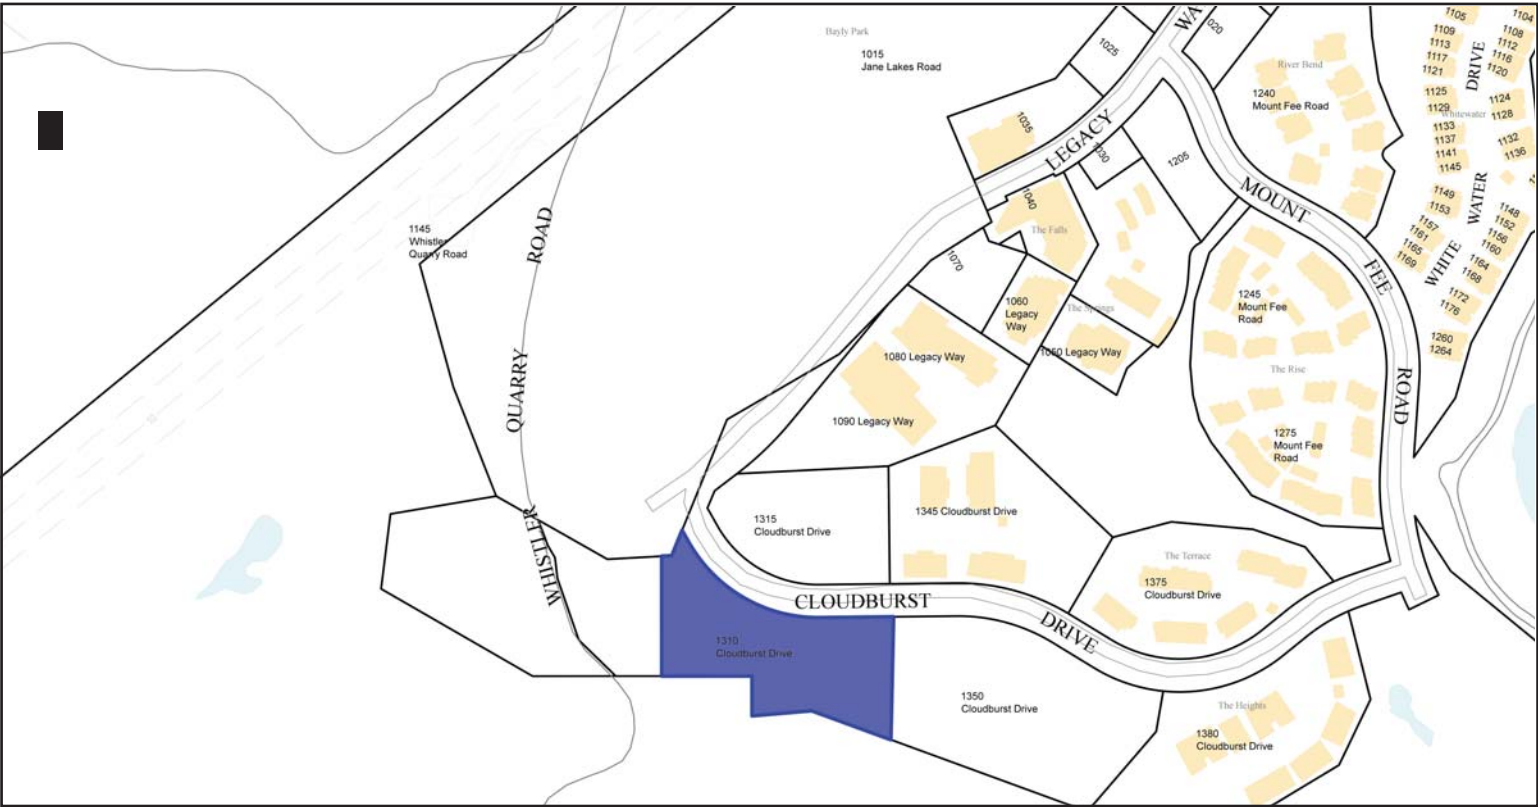 Bayly Park
1015
Jane Lakes Road
1025
WA
020
1035
LEGACY
1030
1205
1040
The Falls
1070
1060
Legacy
Way
The Springs
1050 Legacy Way
1080 Legacy Way
1090 Legacy Way
River Bend
1240
Mount Fee Road
MOUNT
FEE
ROAD
1245
Mount Fee
Road
The Rise
1275
Mount Fee
Road
1105
1109
1113
1117
1121
1125
1129
1133
1137
1141
1145
1149
1153
1157
1161
1165
1169
DRIVE
Whitewater
WATER
WHITE
1104
1108
1112
1116
1120
1124
1128
1132
1136
1148
1152
1156
1160
1164
1168
1172
1176
1260
1264
1145
Whistler
Quarry Road
ROAD
QUARRY
WHISTLER
1315
Cloudburst Drive
1345 Cloudburst Drive
The Terrace
1375
Cloudburst Drive
CLOUDBURST
DRIVE
1310
Cloudburst Drive
1350
Cloudburst Drive
The Heights
1380
Cloudburst Drive